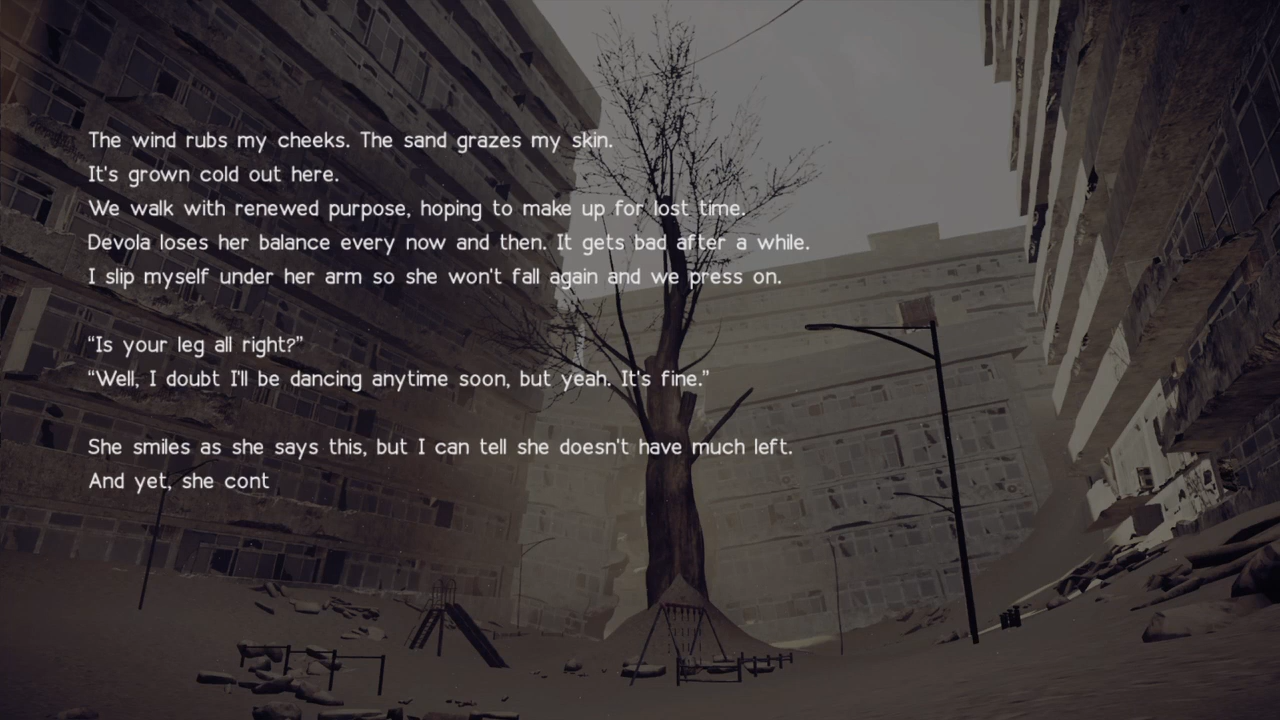 The wind rubs my cheeks. The sand grazes my skin.
It's grown cold out here.
We walk with renewed purpose, hoping to make up for lost time.
Devola loses her balance every now and then. It gets bad after a while.
I slip myself under her arm so she won't fall again and we press on.
“Is your leg all right?”
“Well, I doubt I'll be dancing anytime soon, but yeah. It's fine.”
She smiles as she says this, but I can tell she doesn't have much left.
And yet, she cont